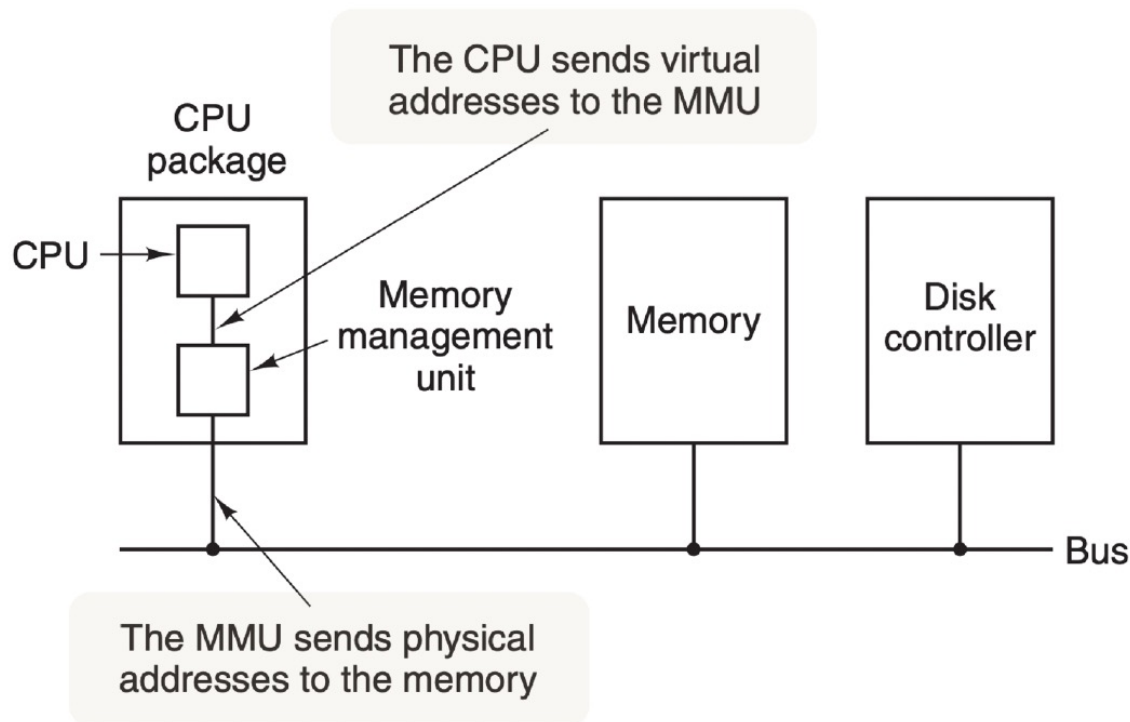 The CPU sends virtual
addresses to the MMU
CPU
package
CPU
Memory
management
unit
Memory
Disk
controller
Bus
The MMU sends physical
addresses to the memory